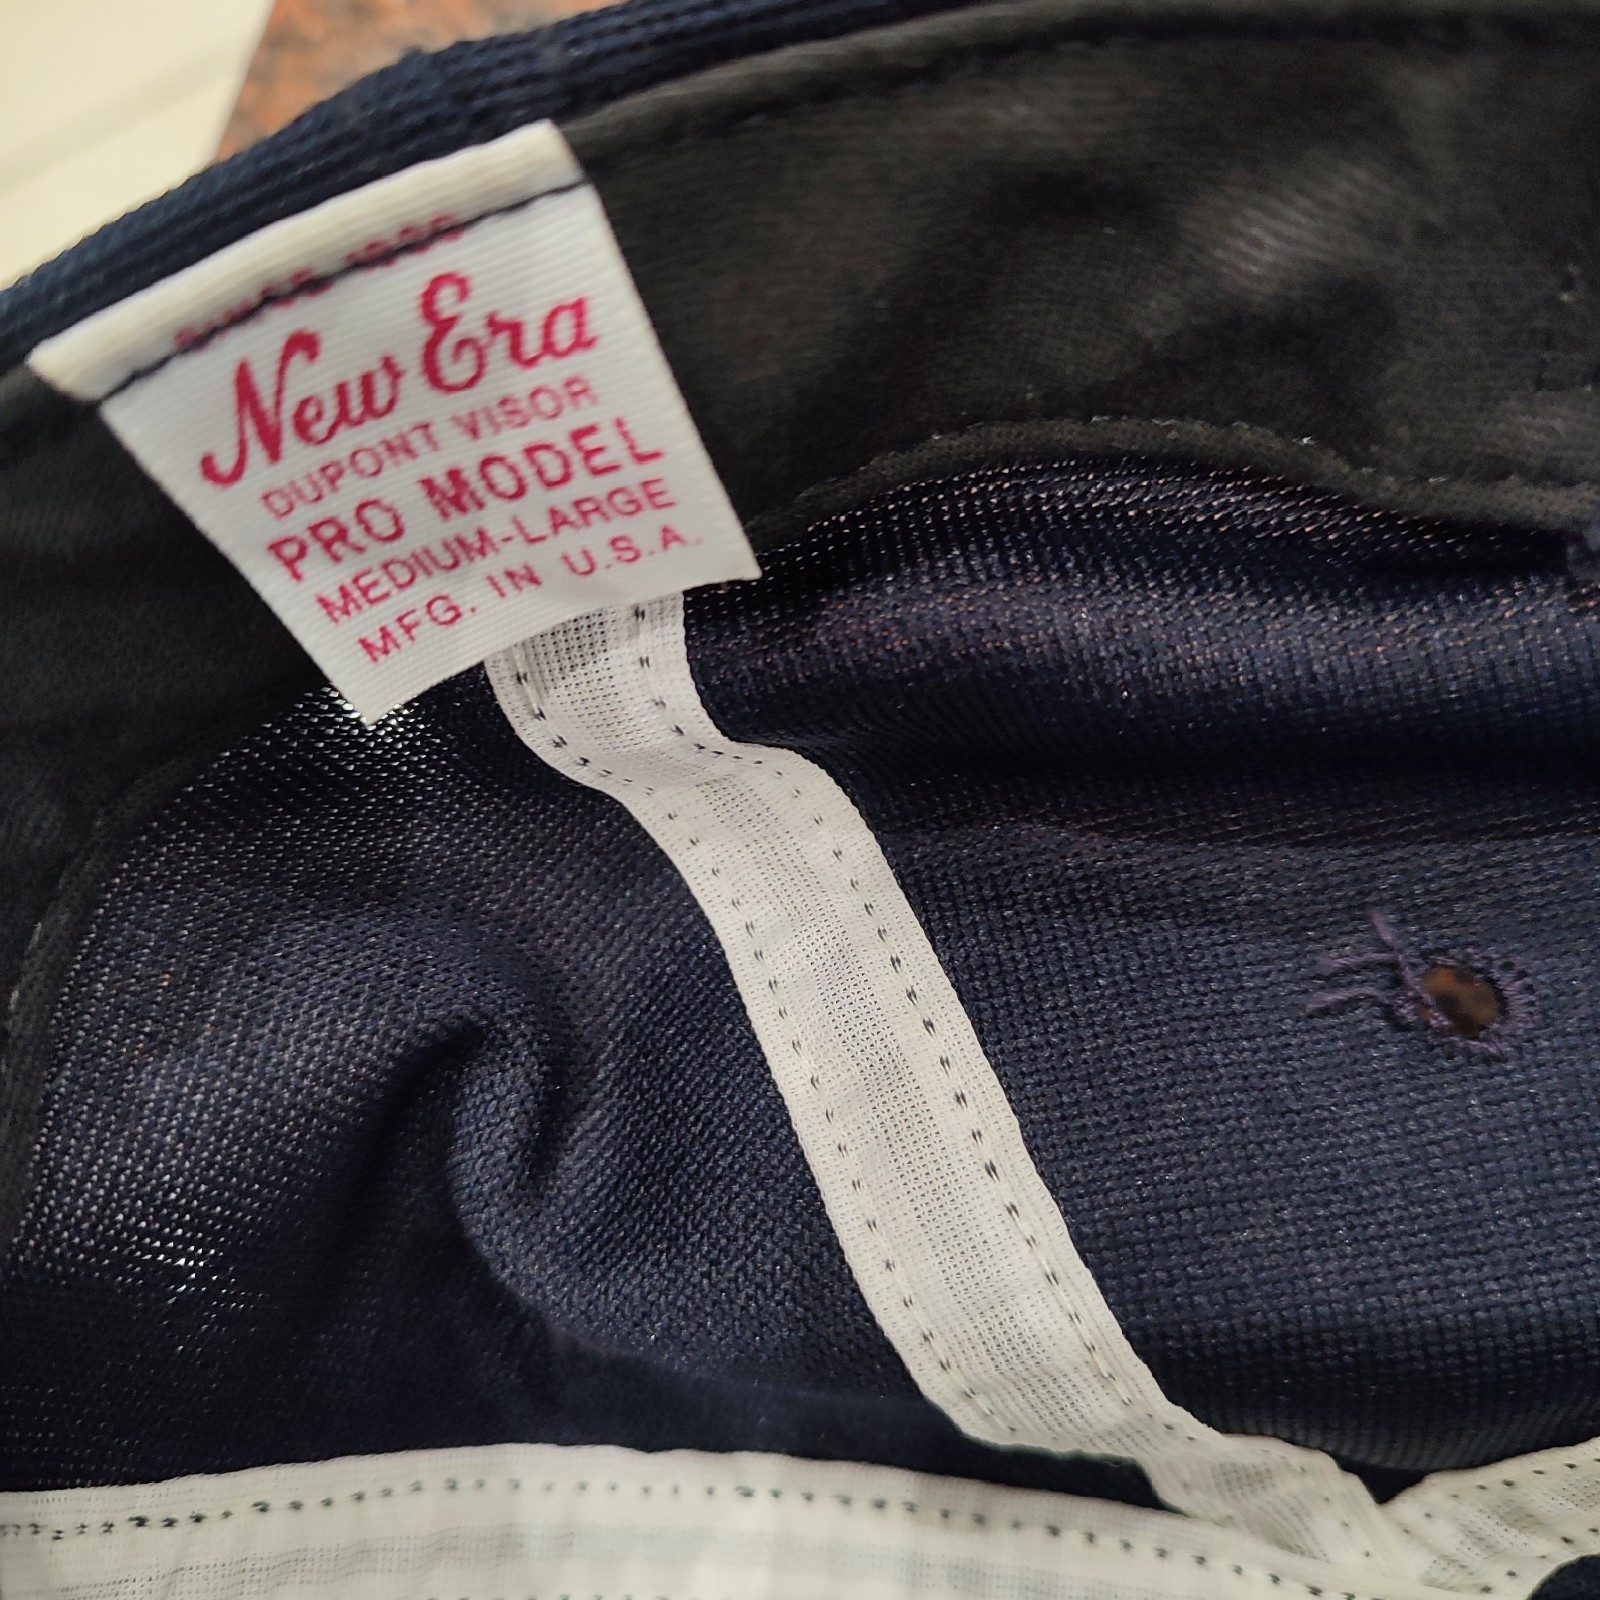 New Era
DUPONT VISOR
PRO MODEL
MEDIUM-LARGE
MFG. IN U.S.A.